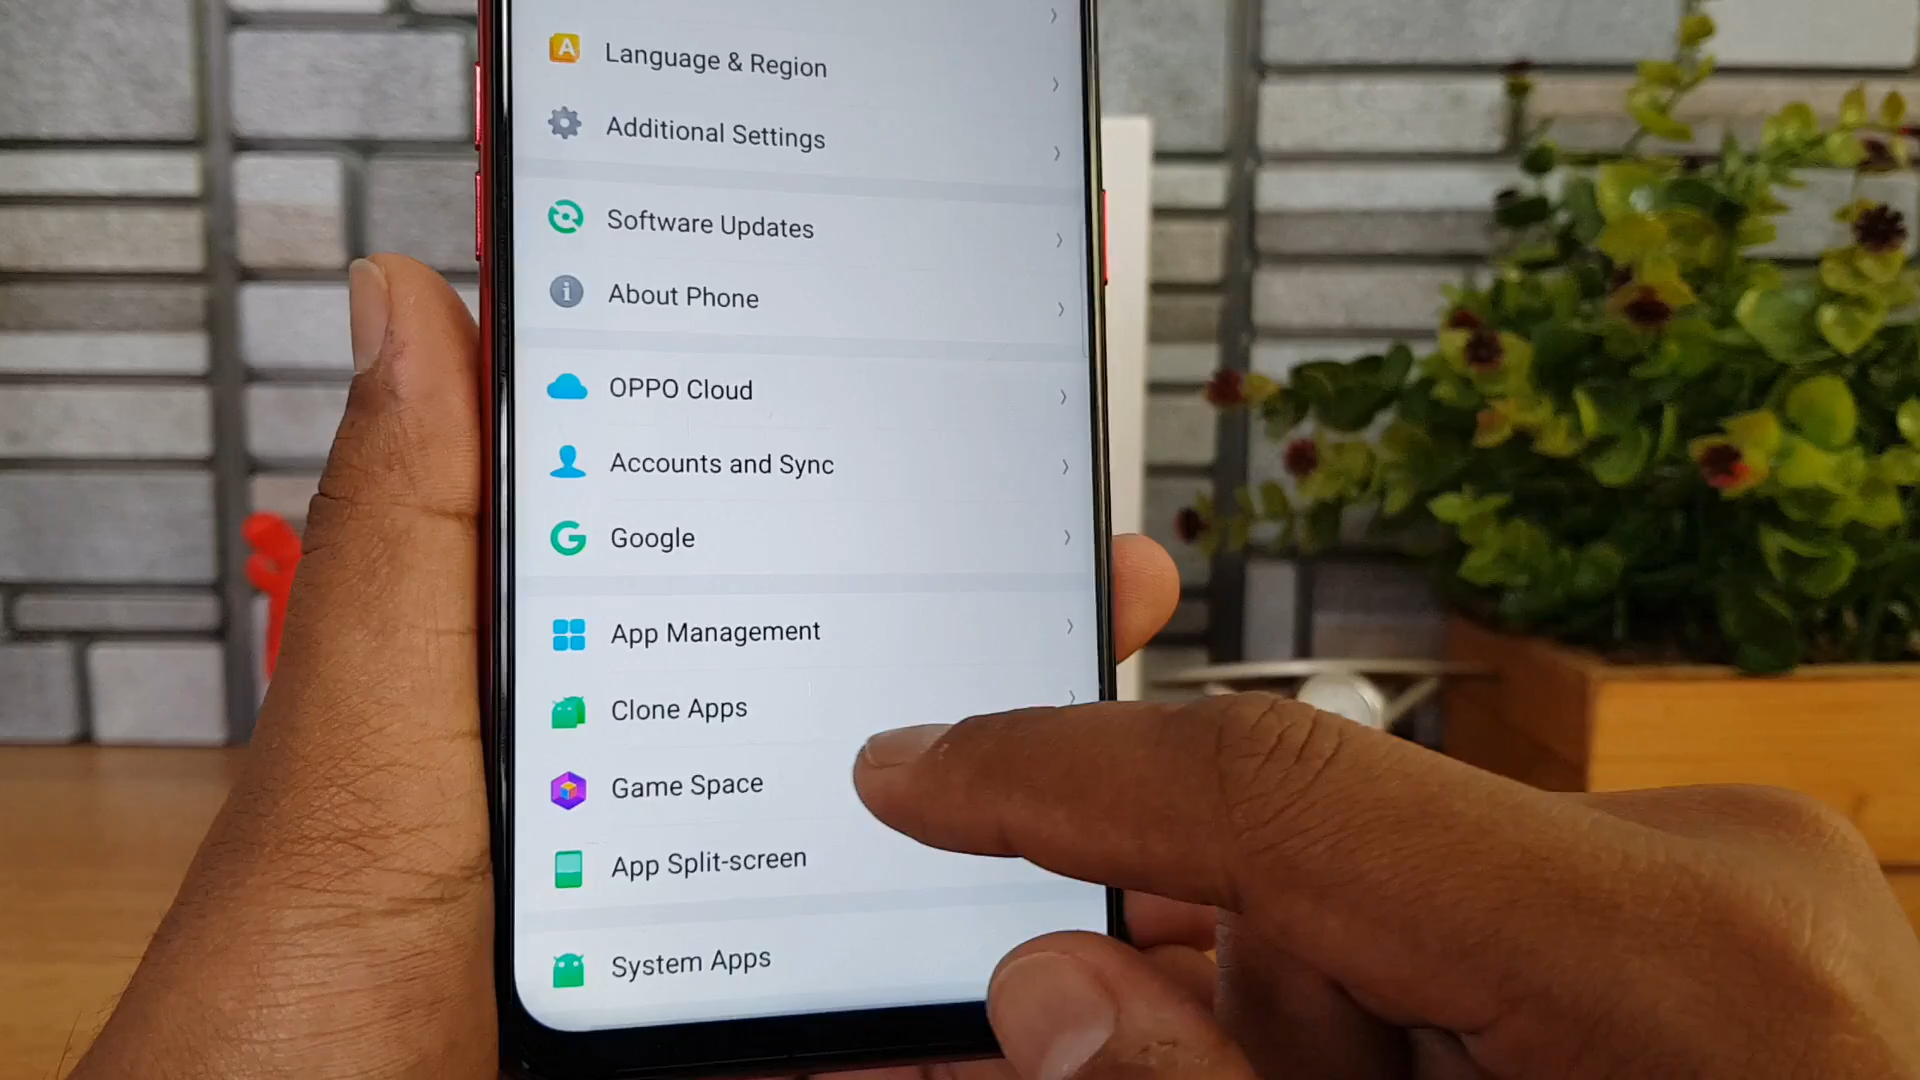 Language & Region
Additional Settings
Software Updates
About Phone
OPPO Cloud
Accounts and Sync
Google
App Management
Clone Apps
Game Space
App Split-screen
System Apps